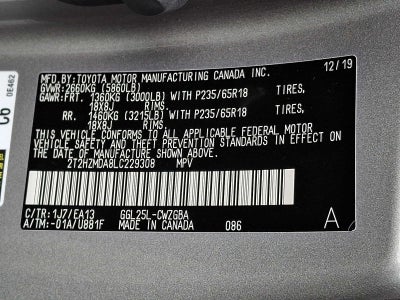 0E462
C6
MFD. BY:TOYOTA MOTOR MANUFACTURING CANADA INC. 12/19
GVWR: 2660KG (5860LB)
GAWR:FRT. 1360KG (3000LB) WITH P235/65R18 TIRES,
18X8J RIMS.
RR. 1460KG (3215LB) WITH P235/65R18 TIRES,
18X8J RIMS.
THIS VEHICLE CONFORMS TO ALL APPLICABLE FEDERAL MOTOR
VEHICLE SAFETY AND THEFT PREVENTION STANDARDS IN EFFECT ON THE
DATE OF MANUFACTURE SHOWN ABOVE.
2T2HZMDA8LC229308 MPV
C/TR: 1J7/EA13 GGL25L-CWZGBA
A/TM:-01A/U881F MADE IN CANADA 086 A